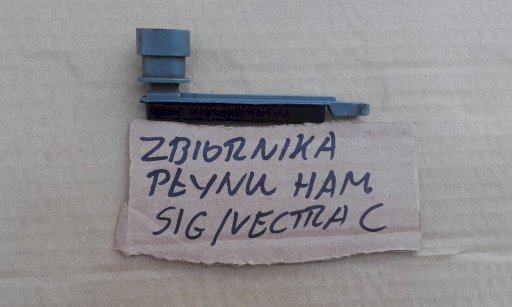 ZBIORNIKA
PŁYNU HAM
SIG/VECTRA C